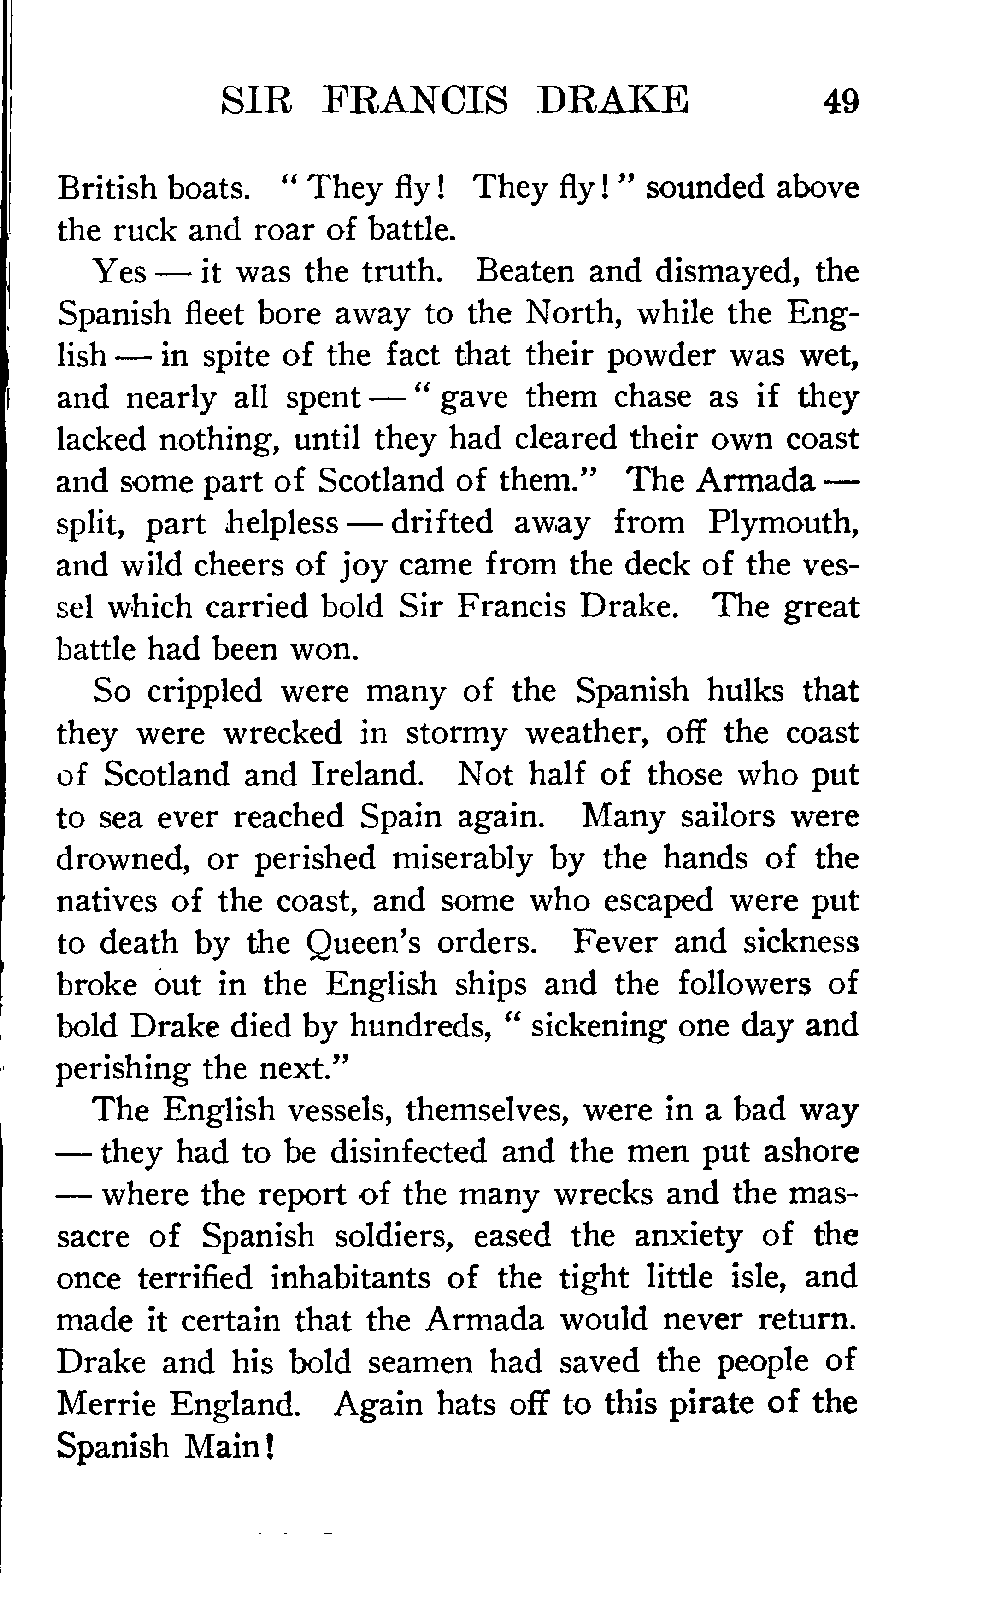 SIR FRANCIS DRAKE 49
British boats. " They fly! They fly! " sounded above
the ruck and roar of battle.
Yes — it was the truth. Beaten and dismayed, the
Spanish fleet bore away to the North, while the Eng-
lish — in spite of the fact that their powder was wet,
and nearly all spent — " gave them chase as if they
lacked nothing, until they had cleared their own coast
and some part of Scotland of them." The Armada —
split, part helpless — drifted away from Plymouth,
and wild cheers of joy came from the deck of the ves-
sel which carried bold Sir Francis Drake. The great
battle had been won.
So crippled were many of the Spanish hulks that
they were wrecked in stormy weather, off the coast
of Scotland and Ireland. Not half of those who put
to sea ever reached Spain again. Many sailors were
drowned, or perished miserably by the hands of the
natives of the coast, and some who escaped were put
to death by the Queen's orders. Fever and sickness
broke out in the English ships and the followers of
bold Drake died by hundreds, " sickening one day and
perishing the next."
The English vessels, themselves, were in a bad way
— they had to be disinfected and the men put ashore
— where the report of the many wrecks and the mas-
sacre of Spanish soldiers, eased the anxiety of the
once terrified inhabitants of the tight little isle, and
made it certain that the Armada would never return.
Drake and his bold seamen had saved the people of
Merrie England. Again hats off to this pirate of the
Spanish Main!